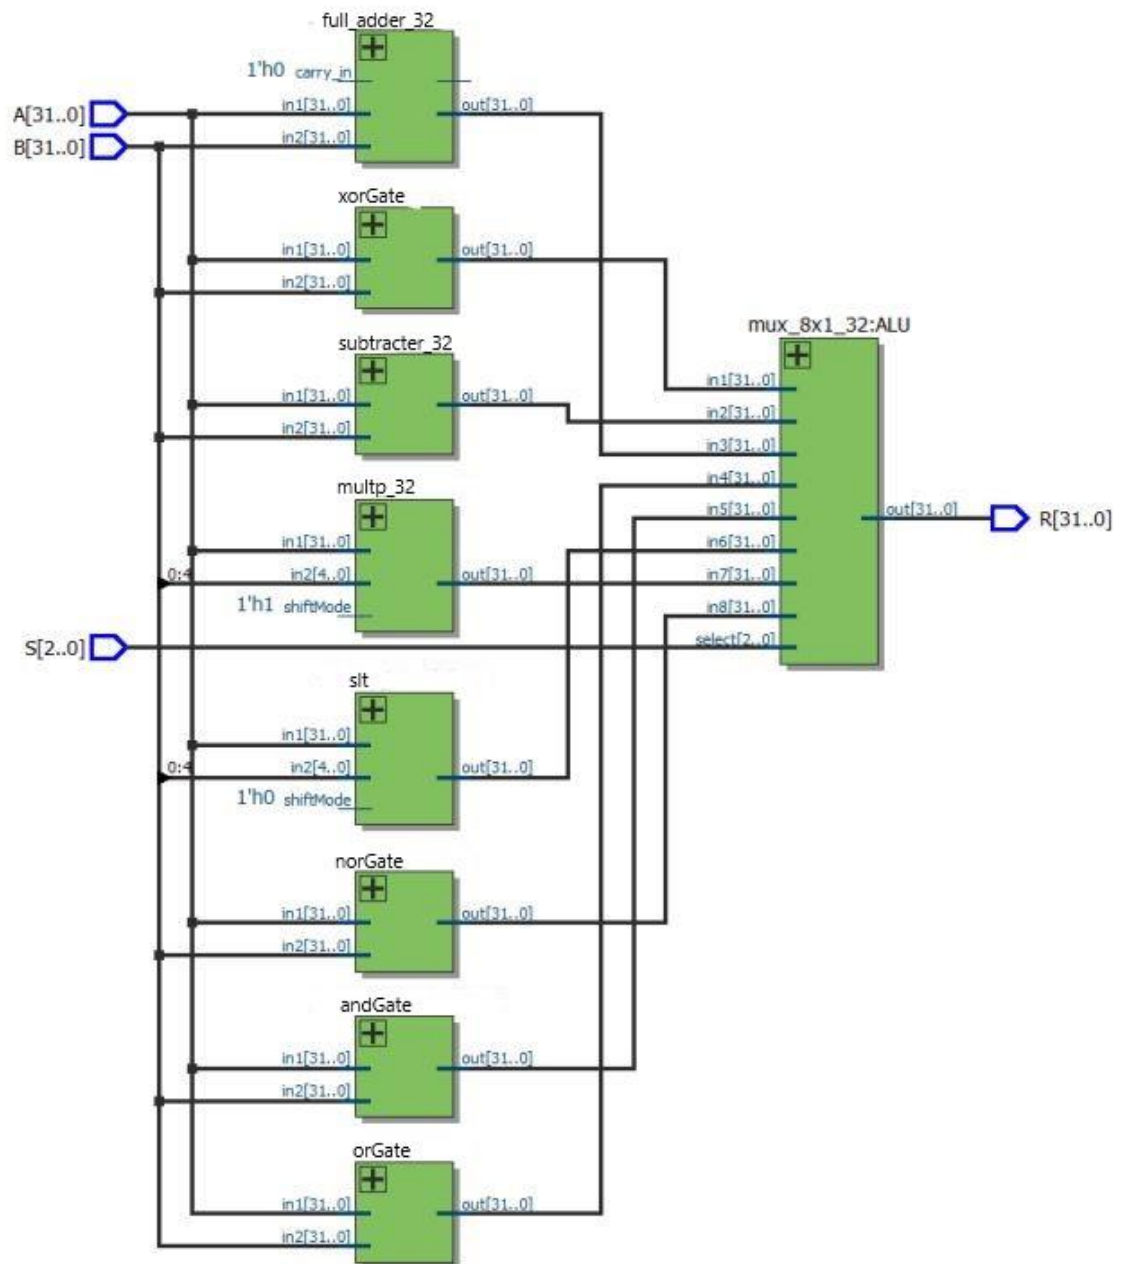 full_adder_32
1'h0 carry_in
A[31..0] in1[31..0] out[31..0]
B[31..0] in2[31..0]
xorGate
in1[31..0] out[31..0]
in2[31..0]
mux_8x1_32:ALU
subtracter_32
in1[31..0]
in1[31..0] out[31..0]
in2[31..0]
in2[31..0]
in3[31..0]
multp_32
in4[31..0]
in5[31..0] out[31..0] R[31..0]
in1[31..0]
in6[31..0]
0:4 in2[4..0] out[31..0]
in7[31..0]
1'h1 shiftMode
in8[31..0]
S[2..0] select[2..0]
slt
in1[31..0]
0:4 in2[4..0] out[31..0]
1'h0 shiftMode
norGate
in1[31..0] out[31..0]
in2[31..0]
andGate
in1[31..0] out[31..0]
in2[31..0]
orGate
in1[31..0] out[31..0]
in2[31..0]